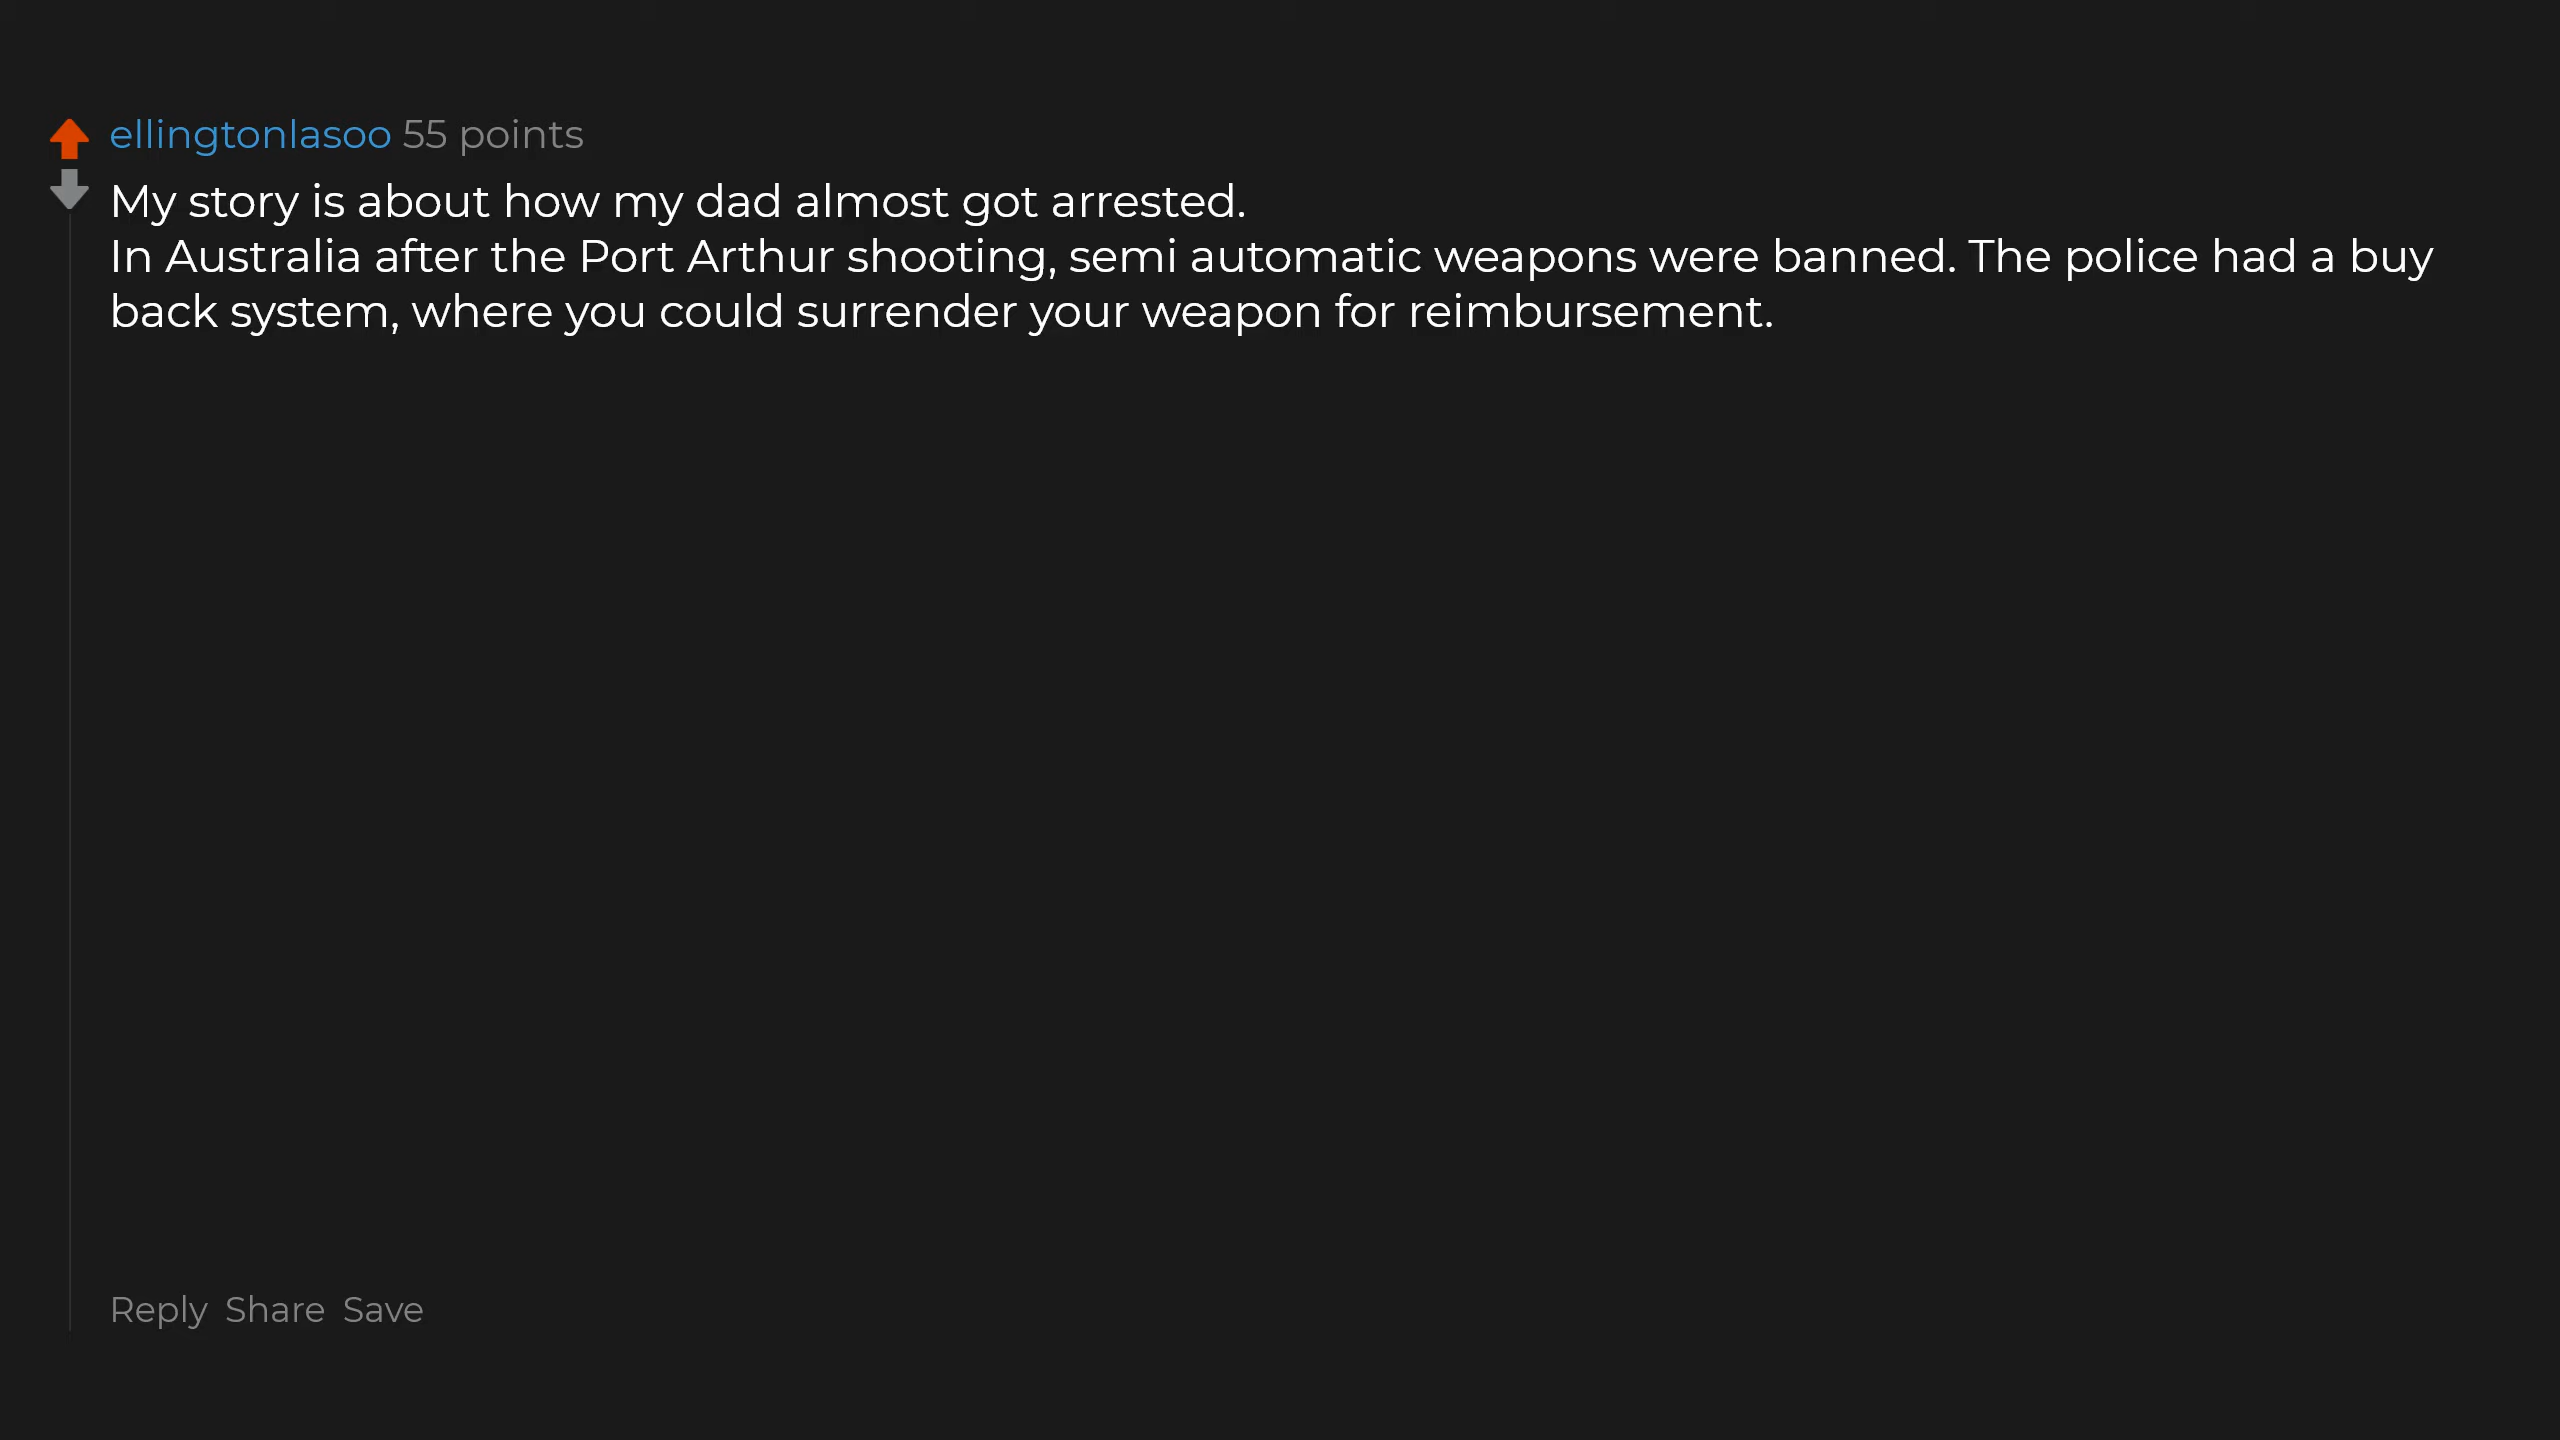 ellingtonlasoo 55 points
My story is about how my dad almost got arrested.
In Australia after the Port Arthur shooting, semi automatic weapons were banned. The police had a buy
back system, where you could surrender your weapon for reimbursement.
Reply Share Save